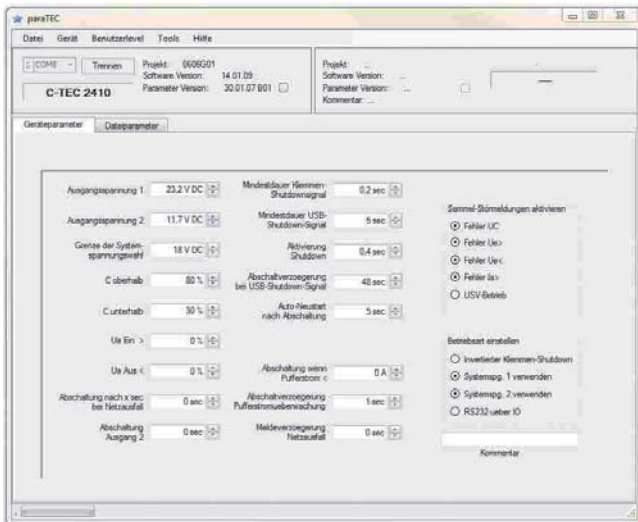 paraTEC
Datei Gerät Benutzerlevel Tools Hilfe
Trennen
C-TEC 2410
Projekt: 0606G01
Software Version: 14.01.09
Parameter Version: 30.01.07 B01
Projekt: ...
Software Version: ...
Parameter Version: ...
Kommentar: ...
Geräteparameter Dateiparameter
Ausgangsspannung 1 23,2 V DC
Ausgangsspannung 2 11,7 V DC
Grenze der System-
spannungswahl 18 V DC
C oberhalb 80 %
C unterhalb 30 %
Ua Ein > 0 %
Ua Aus < 0 %
Abschaltung nach x sec
bei Netzausfall 0 sec
Abschaltung
Ausgang 2 0 sec
Mindestdauer Klemmen-
Shutdownsignal 0,2 sec
Mindestdauer USB-
Shutdown-Signal 5 sec
Aktivierung
Shutdown 0,4 sec
Abschaltverzoegerung
bei USB-Shutdown-Signal 48 sec
Auto-Neustart
nach Abschaltung 5 sec
Abschaltung wenn
Pufferstrom < 0 A
Abschaltverzoegerung
Pufferstromueberwachung 1 sec
Meldeverzoegerung
Netzausfall 0 sec
Sammel-Störmeldungen aktivieren
Fehler UC
Fehler Ue>
Fehler Ue<
Fehler Ia>
USV-Betrieb
Betriebsart einstellen
Invertierter Klemmen-Shutdown
Systemspg. 1 verwenden
Systemspg. 2 verwenden
RS232 ueber IO
Kommentar